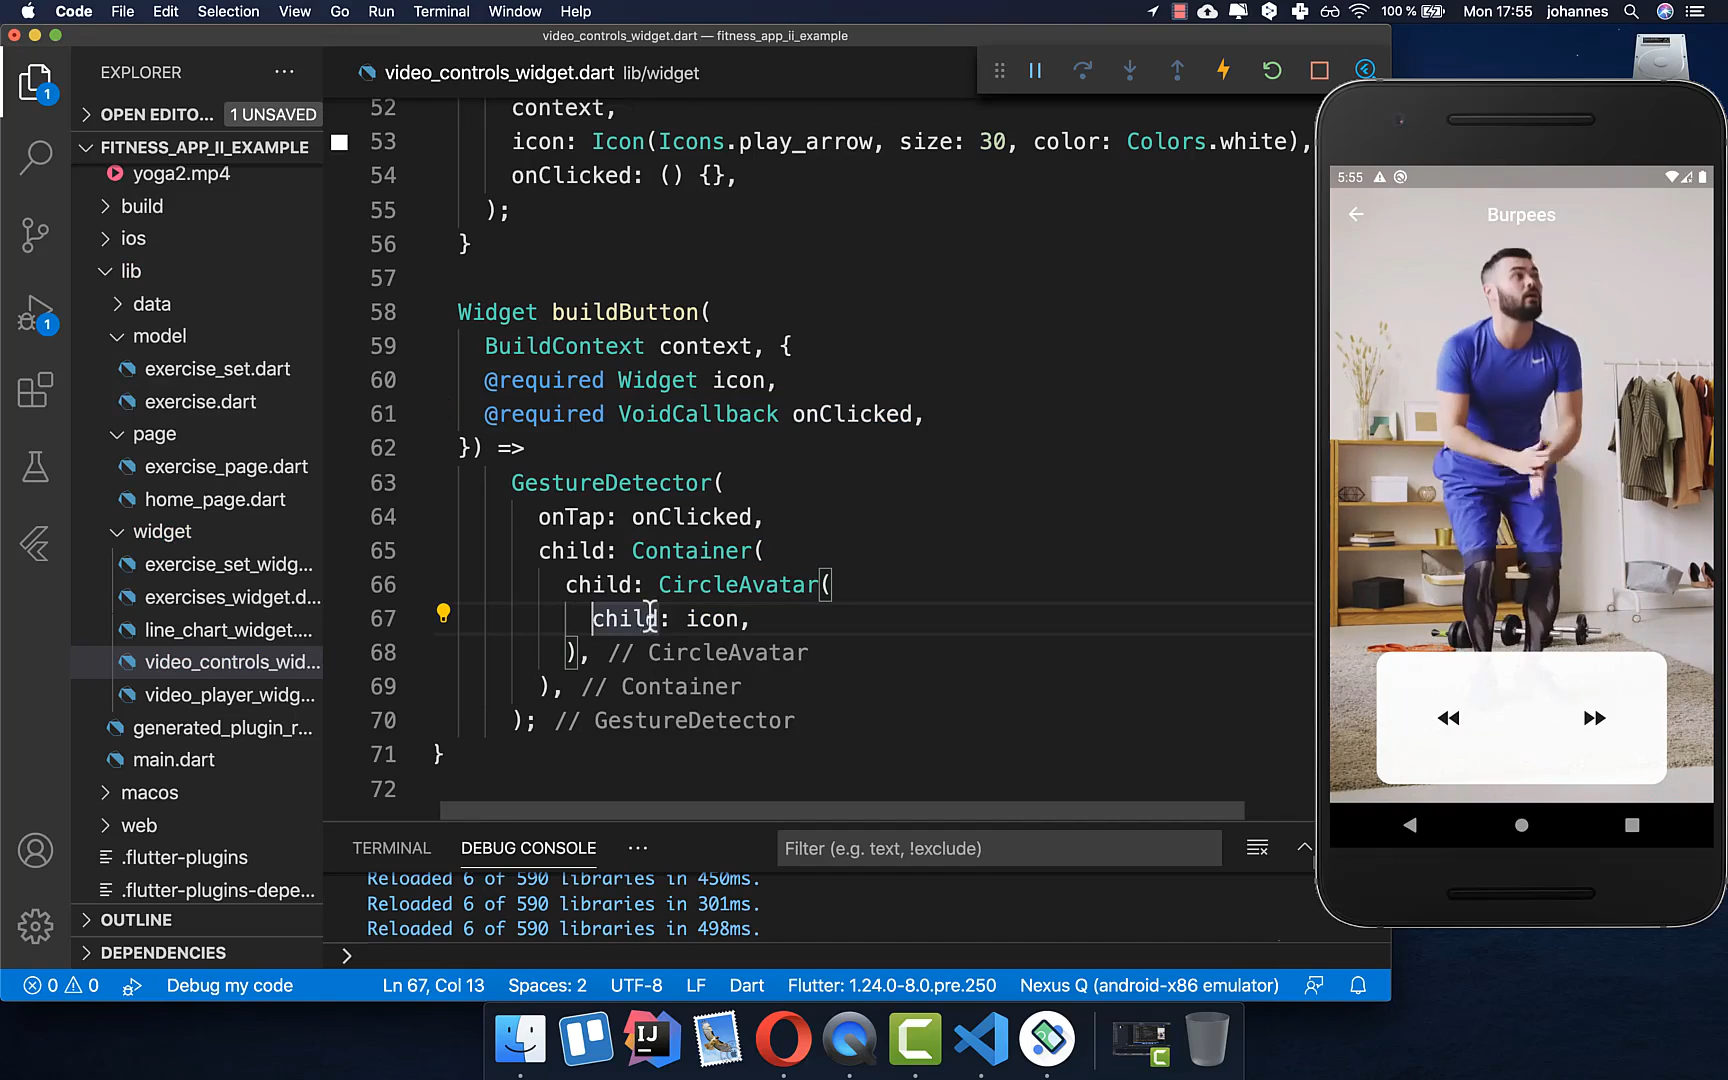 Code File Edit Selection View Go Run Terminal Window Help 100 % Mon 17:55 johannes
video_controls_widget.dart — fitness_app_ii_example
EXPLORER
video_controls_widget.dart lib/widget
OPEN EDITO... 1 UNSAVED
FITNESS_APP_II_EXAMPLE
yoga2.mp4
build
ios
lib
data
model
exercise_set.dart
exercise.dart
page
exercise_page.dart
home_page.dart
widget
exercise_set_widg...
exercises_widget.d...
line_chart_widget....
video_controls_wid...
video_player_widg...
generated_plugin_r...
main.dart
macos
web
.flutter-plugins
.flutter-plugins-depe...
OUTLINE
DEPENDENCIES
1
1
52 context,
53 icon: Icon(Icons.play_arrow, size: 30, color: Colors.white),
54 onClicked: () {},
55 );
56 }
57
58 Widget buildButton(
59 BuildContext context, {
60 @required Widget icon,
61 @required VoidCallback onClicked,
62 }) =>
63 GestureDetector(
64 onTap: onClicked,
65 child: Container(
66 child: CircleAvatar(
67 child: icon,
68 ), // CircleAvatar
69 ), // Container
70 ); // GestureDetector
71 }
72
TERMINAL DEBUG CONSOLE Filter (e.g. text, !exclude)
Reloaded 6 of 590 libraries in 450ms.
Reloaded 6 of 590 libraries in 301ms.
Reloaded 6 of 590 libraries in 498ms.
0 0 Debug my code Ln 67, Col 13 Spaces: 2 UTF-8 LF Dart Flutter: 1.24.0-8.0.pre.250 Nexus Q (android-x86 emulator)
5:55
Burpees
IJ